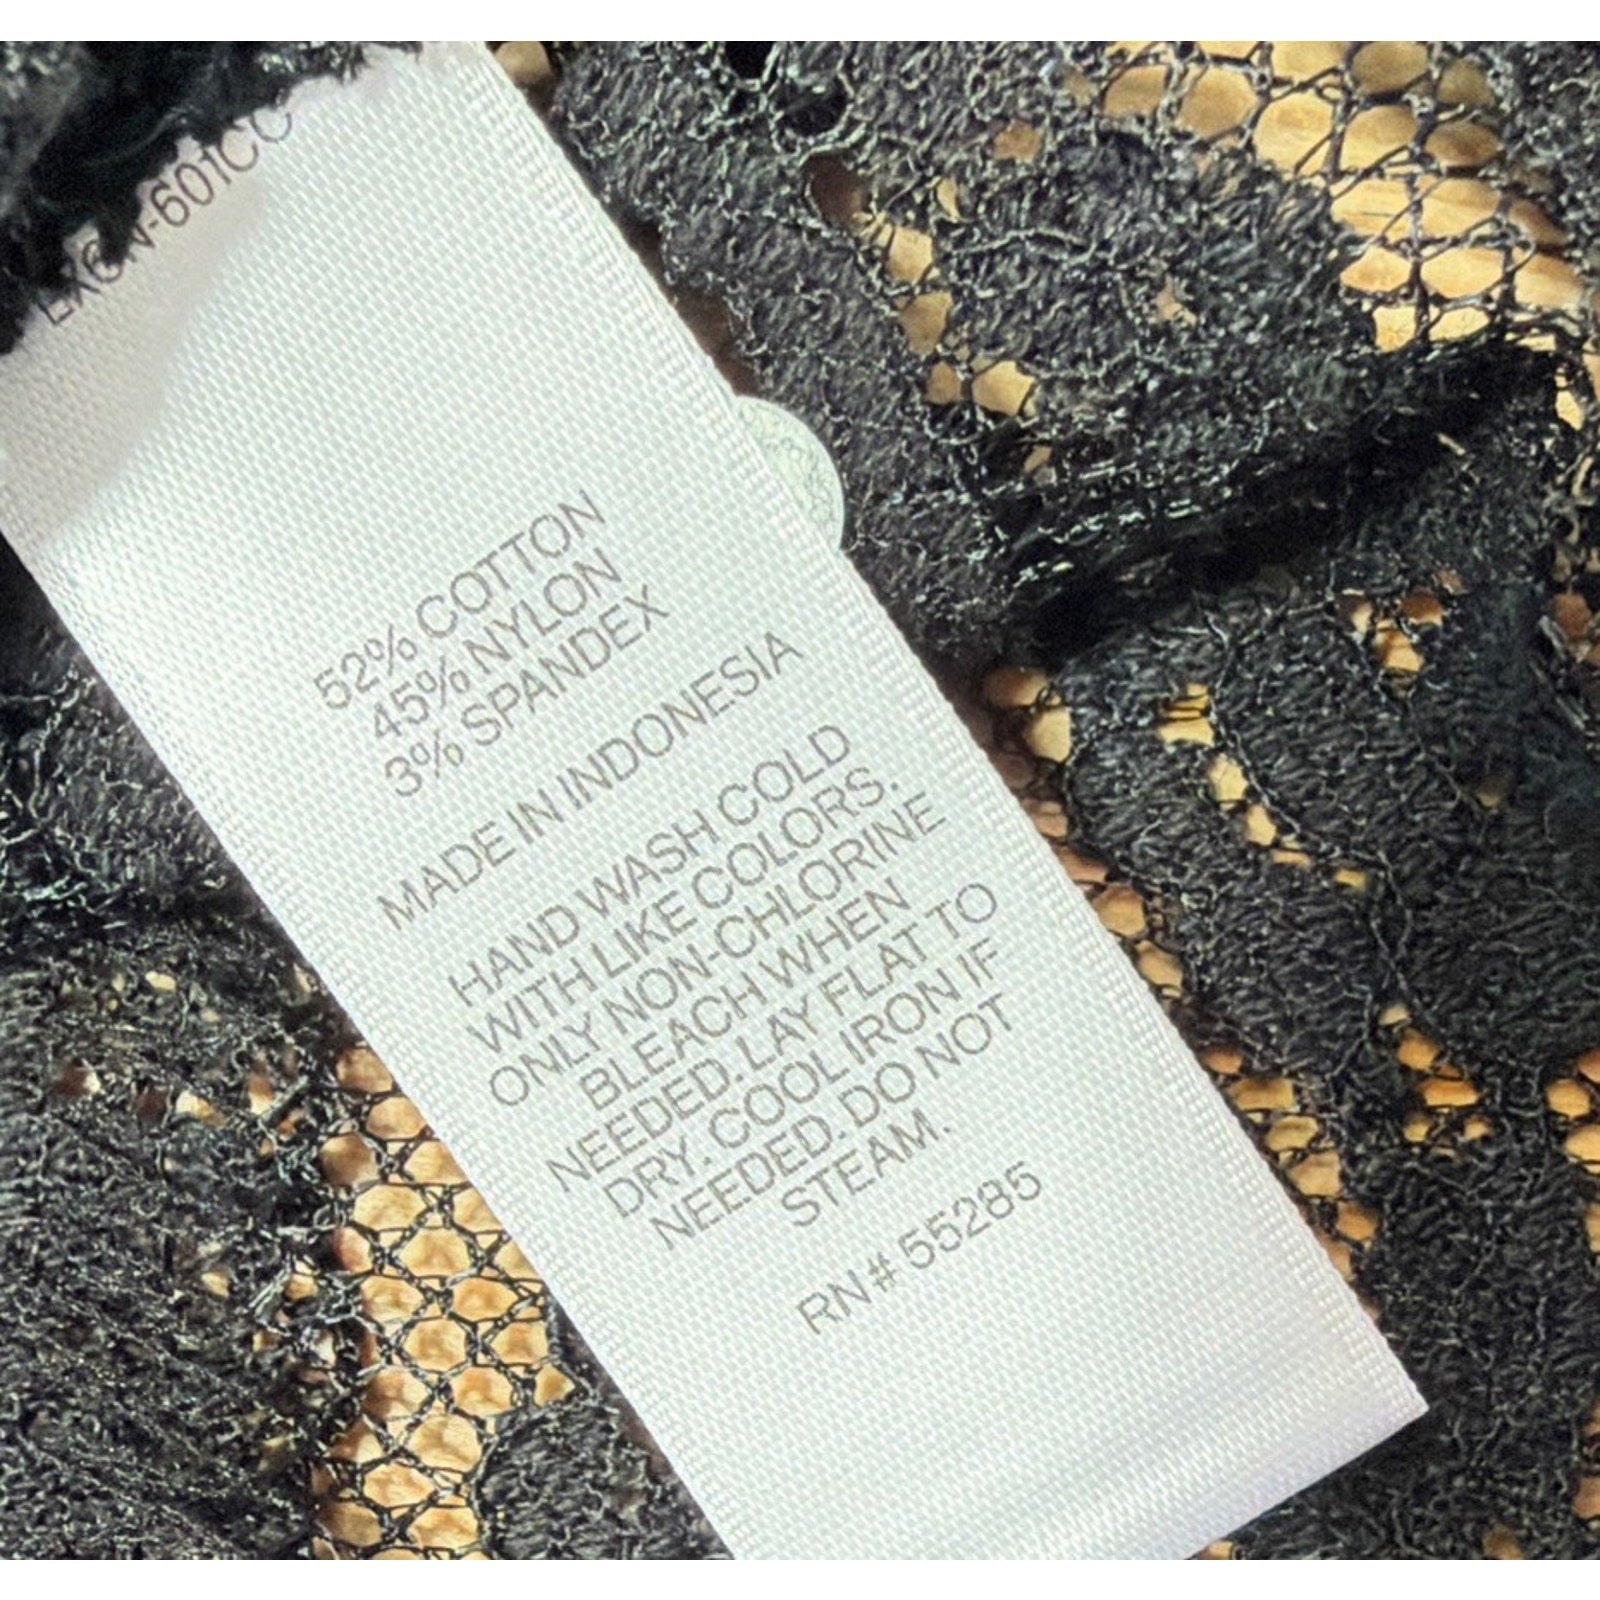 52% COTTON
45% NYLON
3% SPANDEX
MADE IN INDONESIA
HAND WASH COLD
WITH LIKE COLORS.
ONLY NON-CHLORINE
BLEACH WHEN
NEEDED. LAY FLAT TO
DRY. COOL IRON IF
NEEDED. DO NOT
STEAM.
RN# 55285